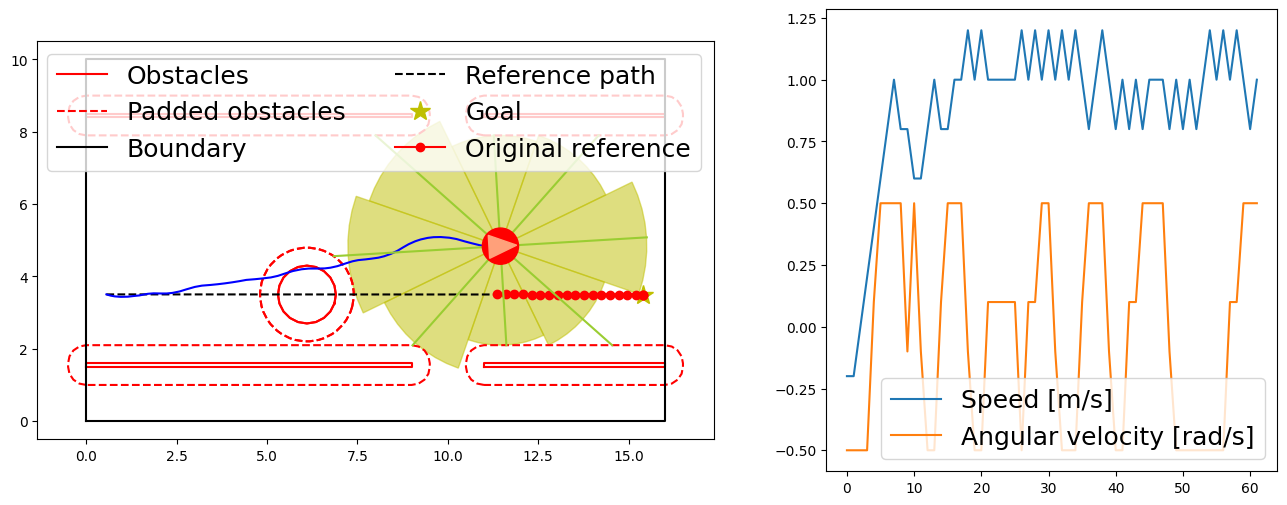 Obstacles
Padded obstacles
Boundary
Reference path
Goal
Original reference
10
8
6
4
2
0
0.0 2.5 5.0 7.5 10.0 12.5 15.0
1.25
1.00
0.75
0.50
0.25
0.00
−0.25
−0.50
Speed [m/s]
Angular velocity [rad/s]
0 10 20 30 40 50 60